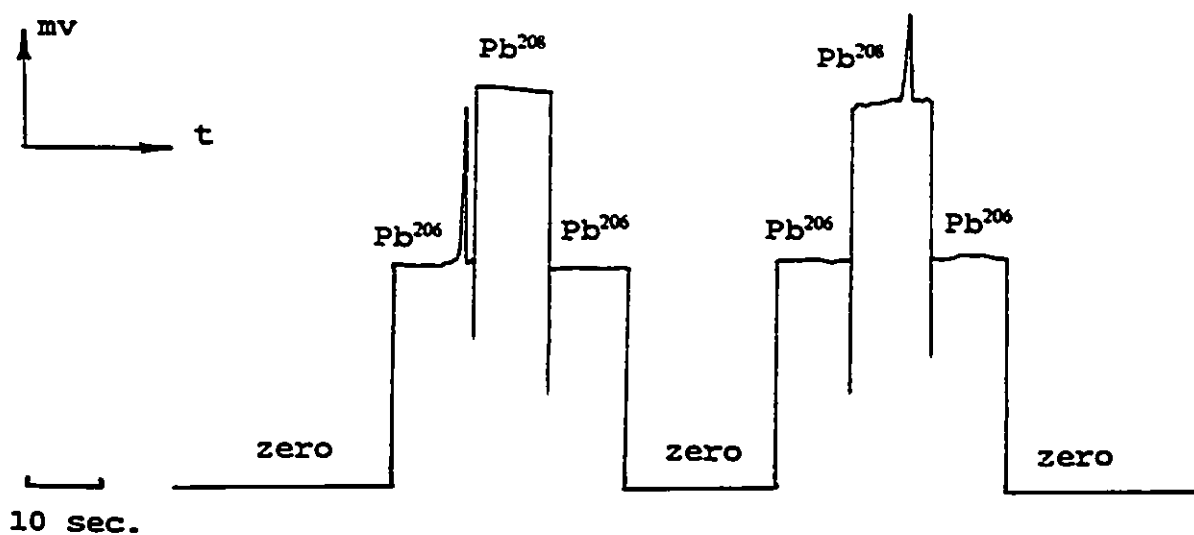 mv
t
Pb²⁰⁸
Pb²⁰⁸
Pb²⁰⁶
Pb²⁰⁶
Pb²⁰⁶
Pb²⁰⁶
zero
zero
zero
10 sec.